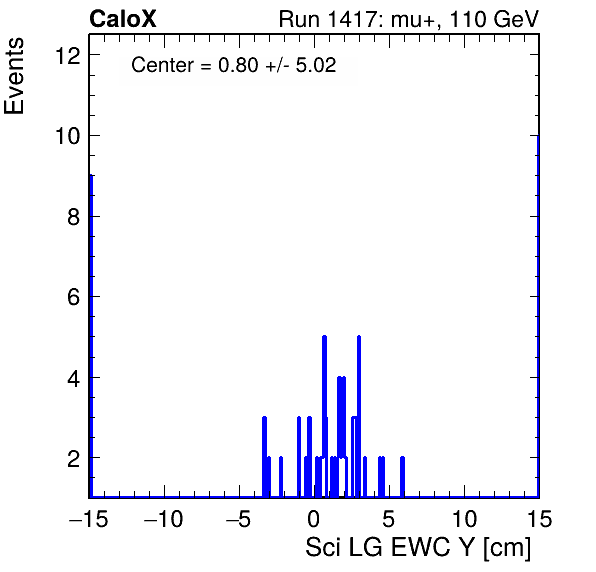 CaloX Run 1417: mu+, 110 GeV
Center = 0.80 +/- 5.02
Events
12
10
8
6
4
2
−15 −10 −5 0 5 10 15
Sci LG EWC Y [cm]